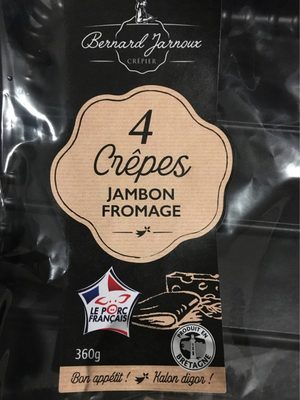 Bernard Jarnoux
CRÊPIER
4
Crêpes
JAMBON
FROMAGE
LE PORC
FRANÇAIS
PRODUIT EN
BRETAGNE
360g
Bon appétit ! Kalon digor !